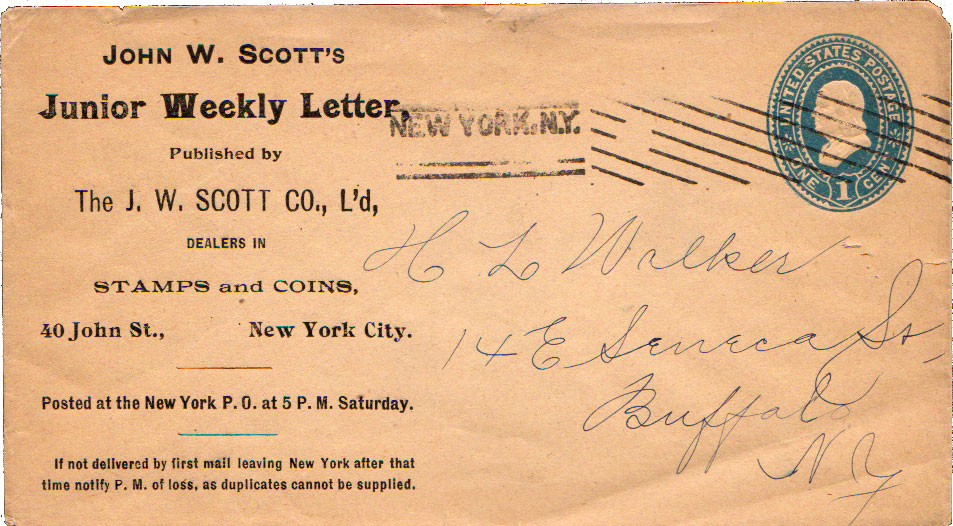 JOHN W. SCOTT'S
Junior Weekly Letter,
Published by
The J. W. SCOTT CO., L'd,
DEALERS IN
STAMPS and COINS,
40 John St., New York City.
Posted at the New York P. O. at 5 P. M. Saturday.
If not delivered by first mail leaving New York after that
time notify P. M. of loss, as duplicates cannot be supplied.
NEW YORK, N.Y.
UNITED STATES POSTAGE
ONE 1 CENT
H L Walker
14 E Seneca St,
Buffalo
N Y